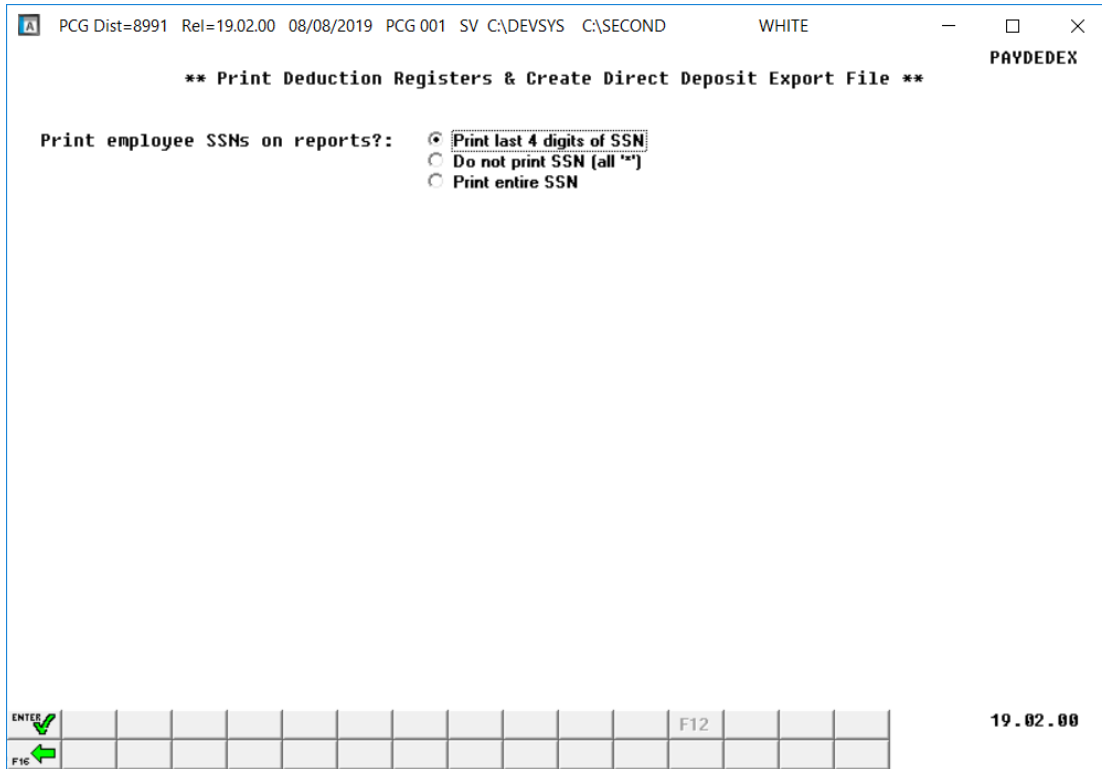 A PCG Dist=8991 Rel=19.02.00 08/08/2019 PCG 001 SV C:\DEVSYS C:\SECOND WHITE
PAYDEDEX
** Print Deduction Registers & Create Direct Deposit Export File **
Print employee SSNs on reports?: Print last 4 digits of SSN
Do not print SSN (all '*')
Print entire SSN
ENTER F12 19.02.00
F16